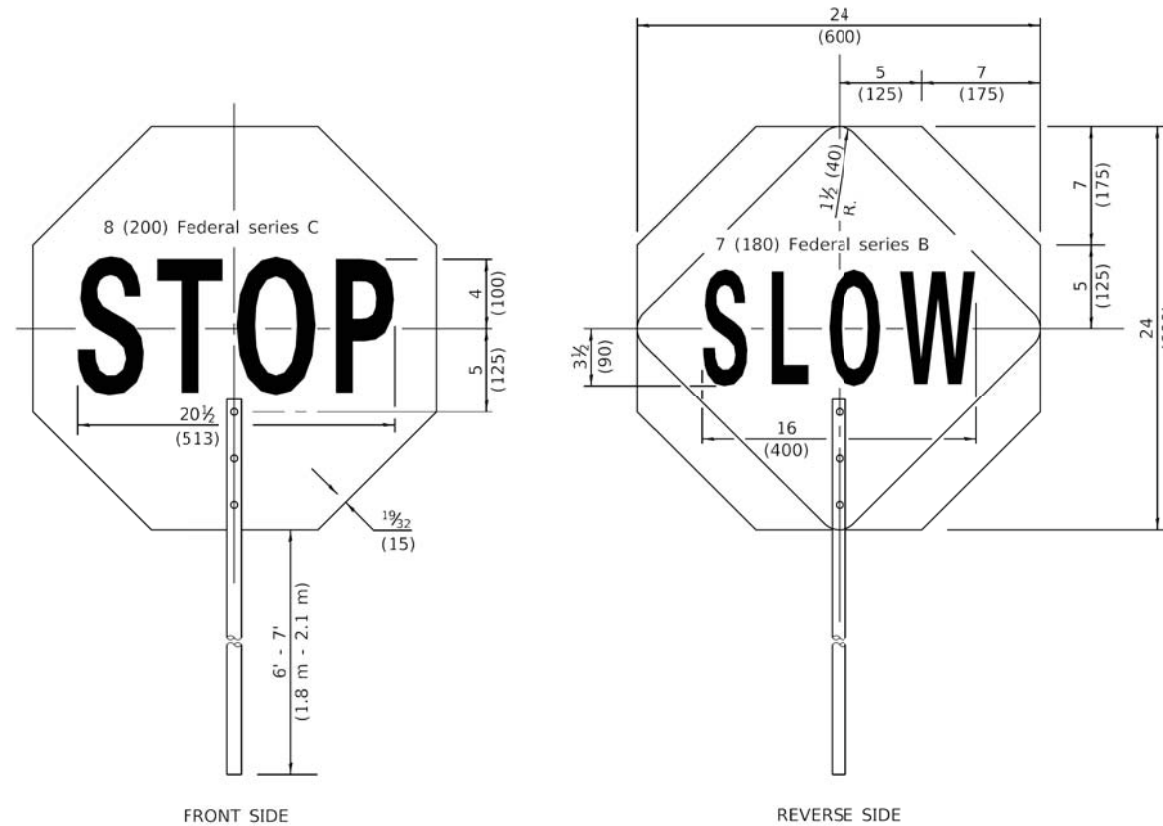 24
(600)
5
(125)
7
(175)
8 (200) Federal series C
STOP
4
(100)
5
(125)
20½
(513)
19/32
(15)
6' - 7'
(1.8 m - 2.1 m)
1½ (40)
R.
7 (180) Federal series B
SLOW
3½
(90)
16
(400)
7
(175)
5
(125)
24
FRONT SIDE
REVERSE SIDE